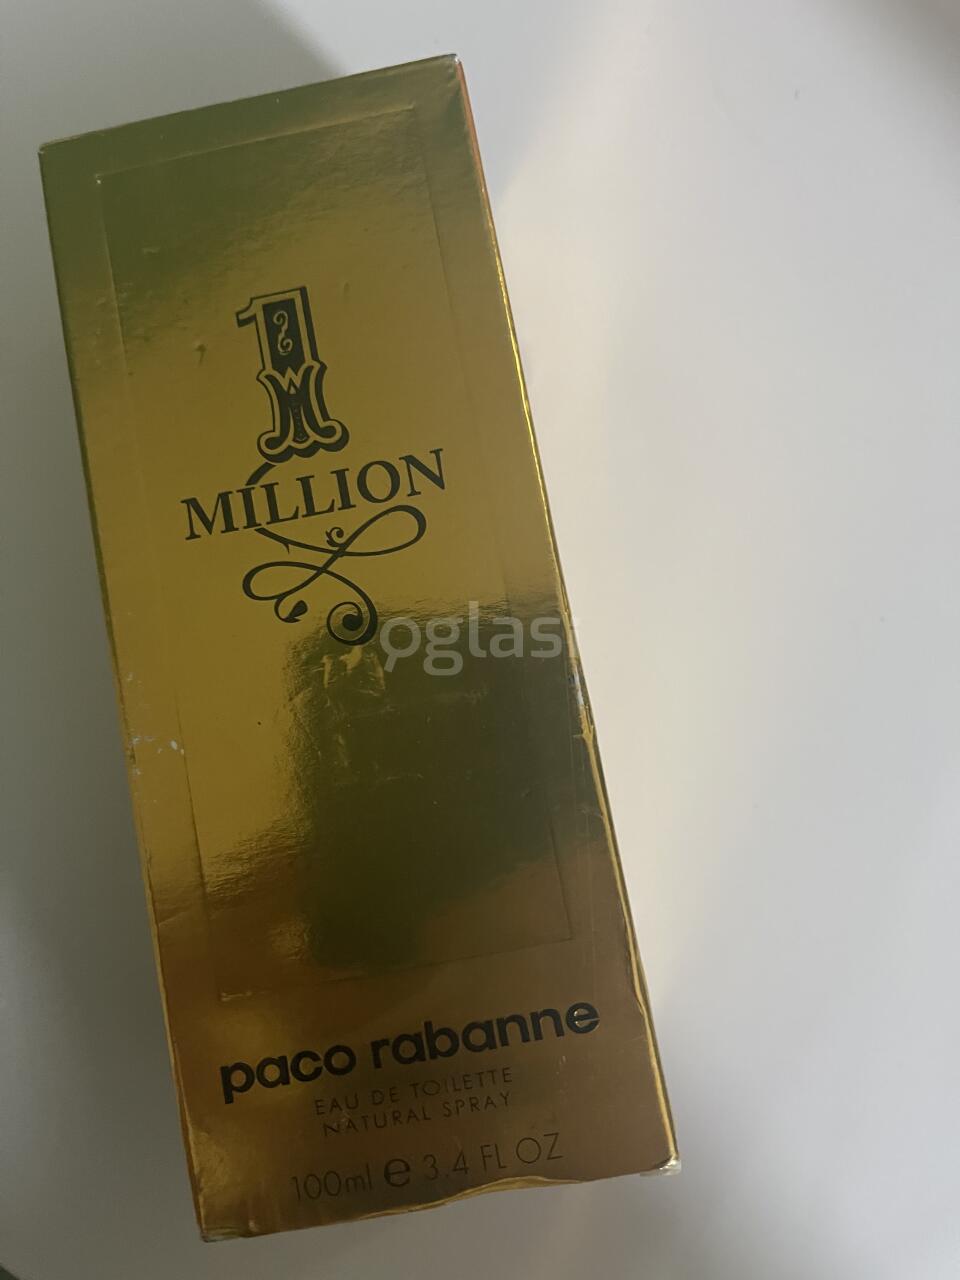 1
MILLION
oglasi
paco rabanne
EAU DE TOILETTE
NATURAL SPRAY
100ml e 3.4 FL OZ